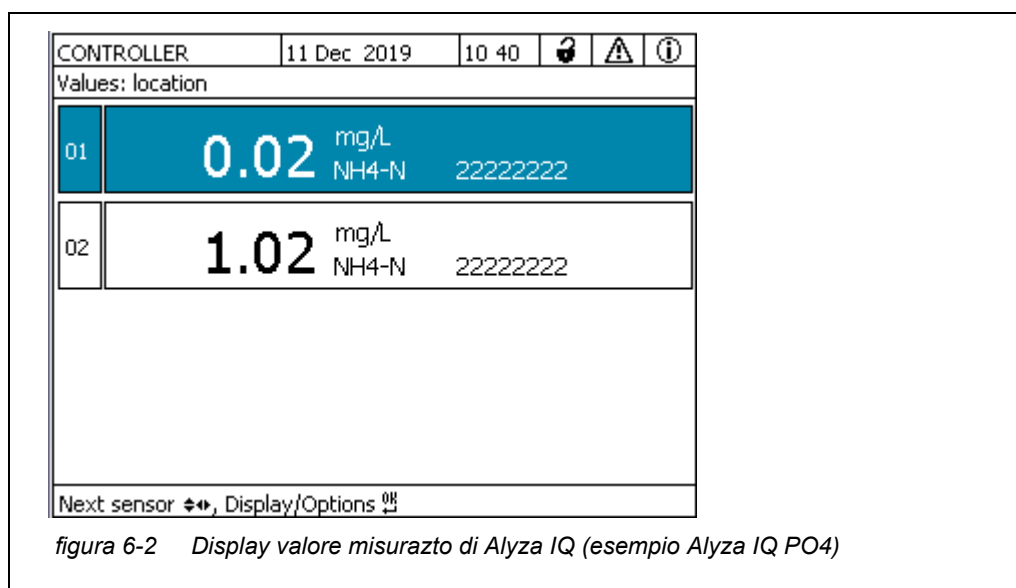 CONTROLLER 11 Dec 2019 10 40
Values: location
01 0.02 mg/L NH4-N 22222222
02 1.02 mg/L NH4-N 22222222
Next sensor, Display/Options OK
figura 6-2 Display valore misurazto di Alyza IQ (esempio Alyza IQ PO4)